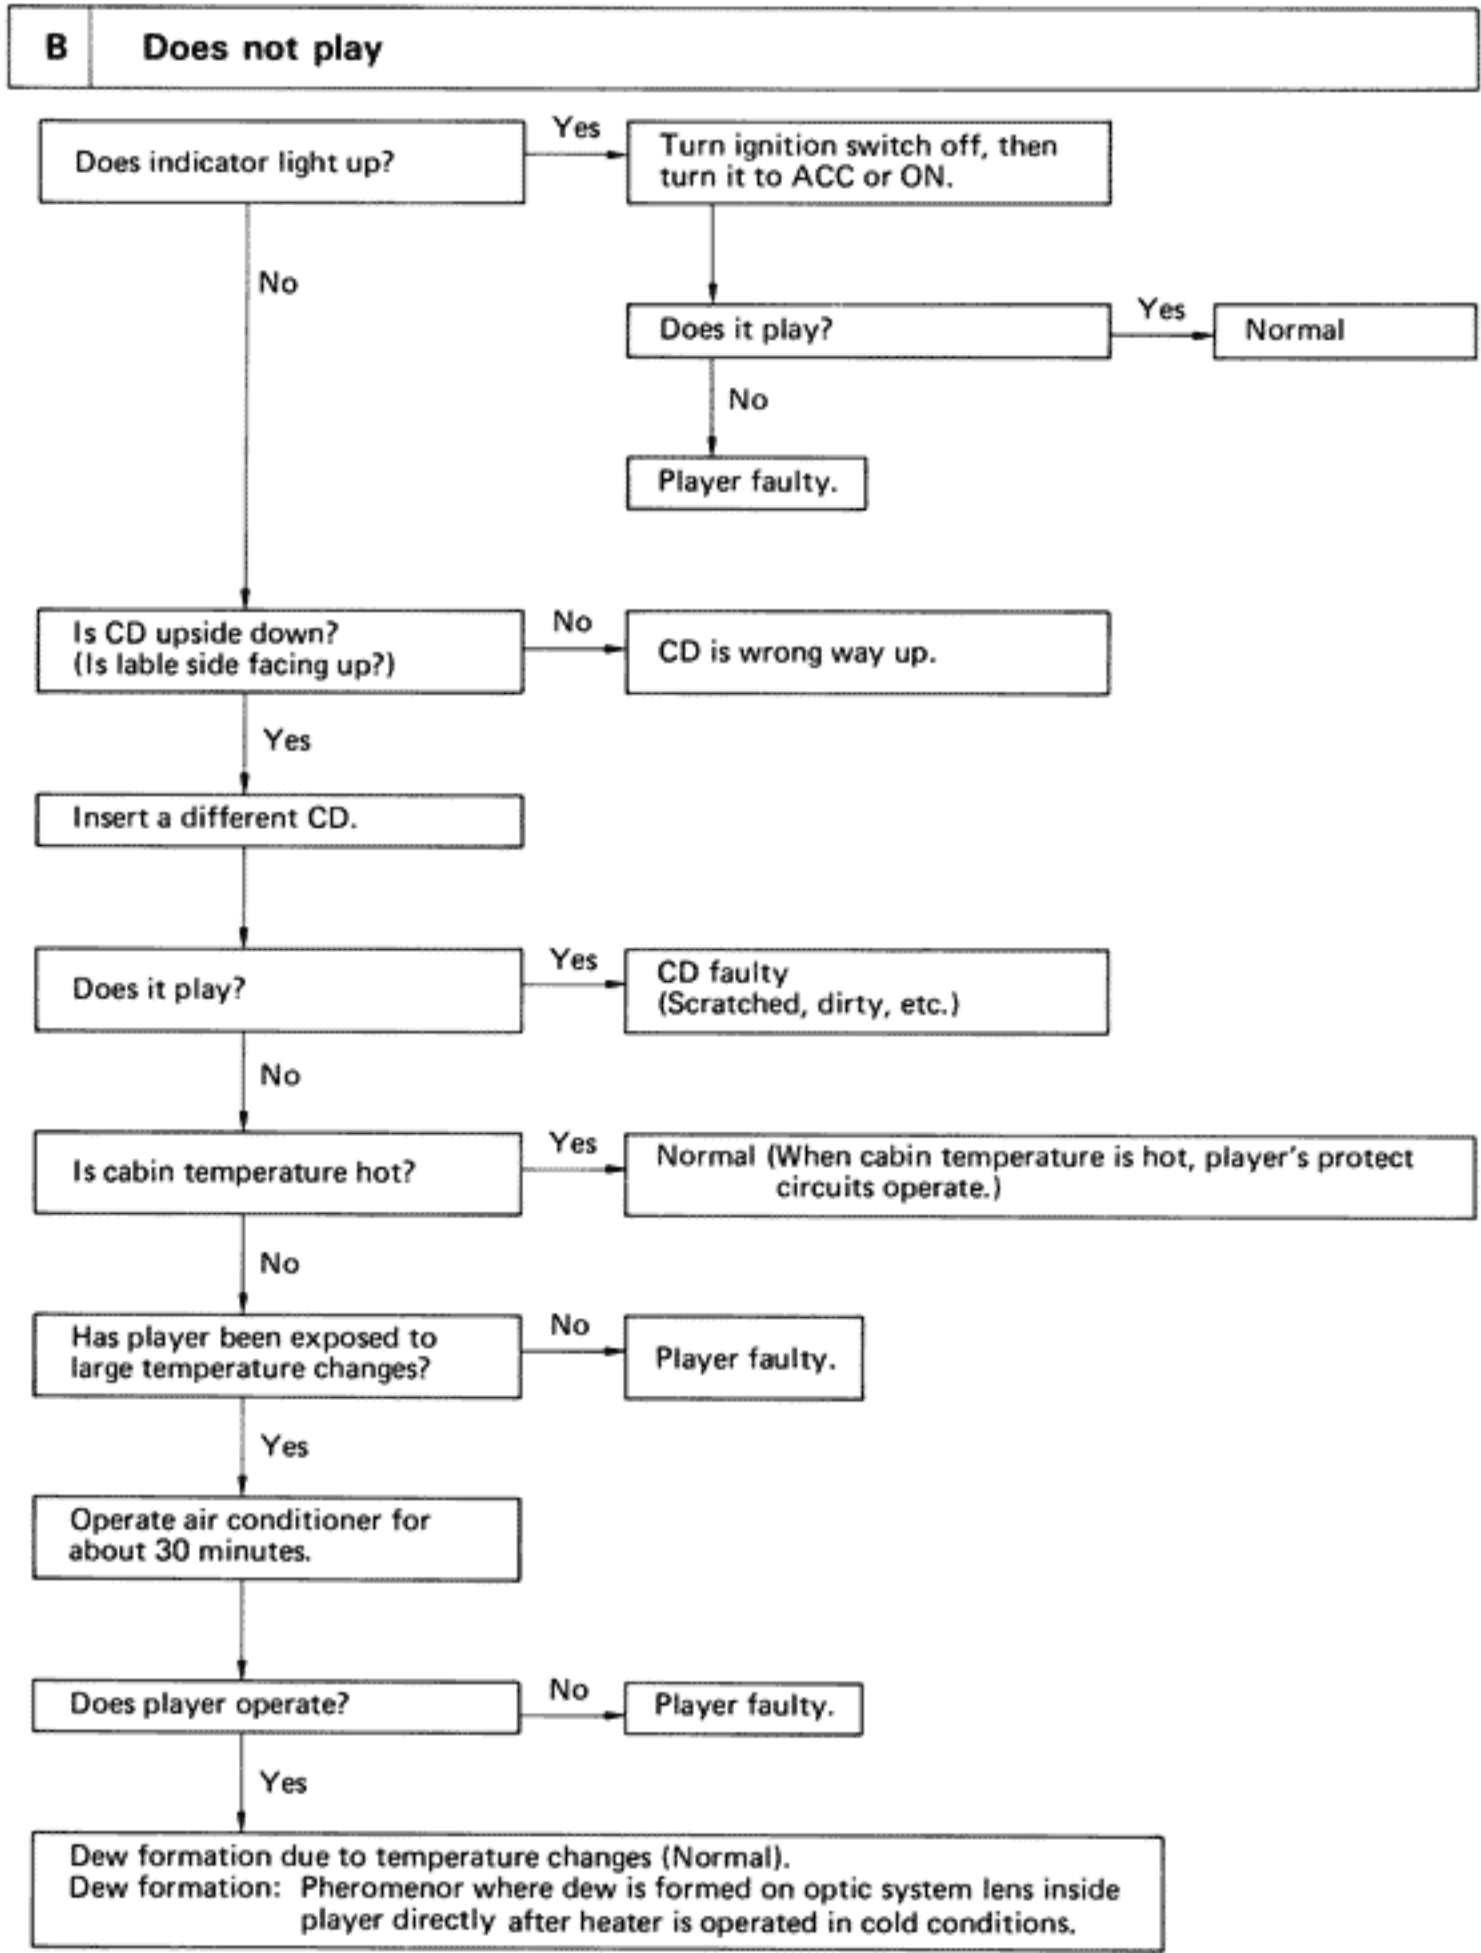 B Does not play
Does indicator light up?
Yes
Turn ignition switch off, then
turn it to ACC or ON.
No
Does it play?
Yes
Normal
No
Player faulty.
Is CD upside down?
(Is lable side facing up?)
No
CD is wrong way up.
Yes
Insert a different CD.
Does it play?
Yes
CD faulty
(Scratched, dirty, etc.)
No
Is cabin temperature hot?
Yes
Normal (When cabin temperature is hot, player's protect
circuits operate.)
No
Has player been exposed to
large temperature changes?
No
Player faulty.
Yes
Operate air conditioner for
about 30 minutes.
Does player operate?
No
Player faulty.
Yes
Dew formation due to temperature changes (Normal).
Dew formation: Pheromenor where dew is formed on optic system lens inside
player directly after heater is operated in cold conditions.